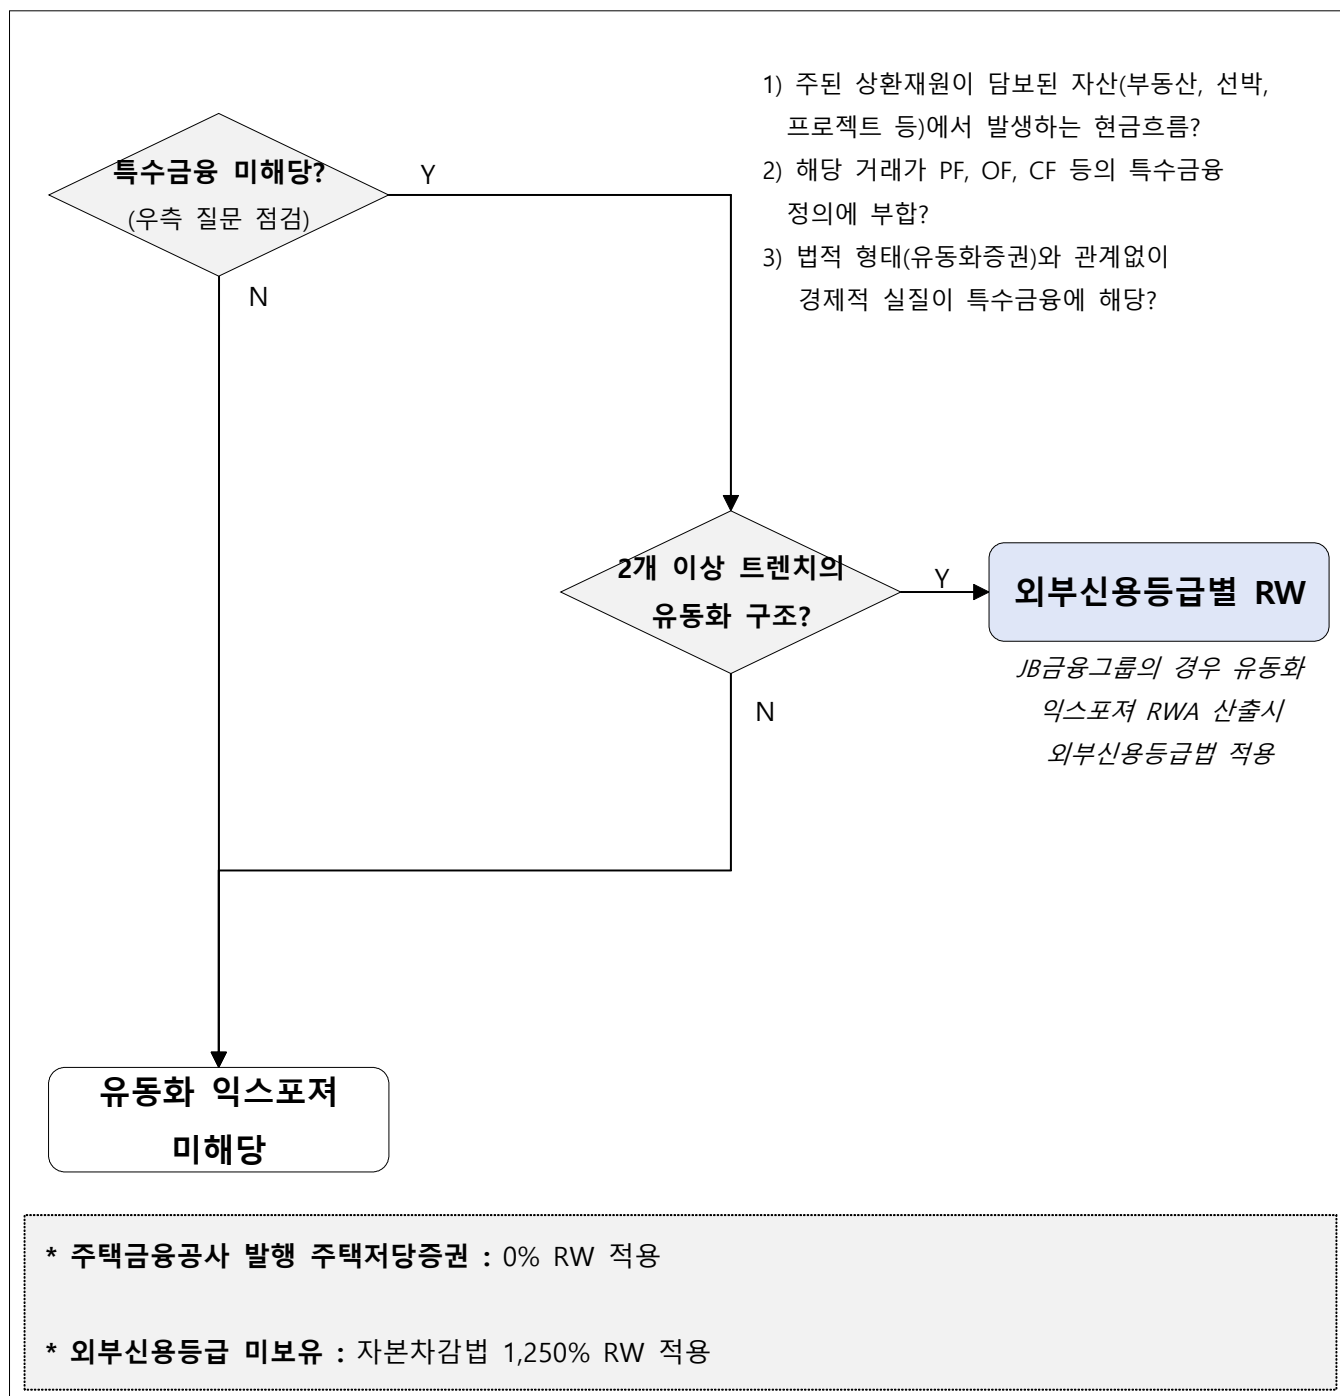 1) 주된 상환재원이 담보된 자산(부동산, 선박,
프로젝트 등)에서 발생하는 현금흐름?
2) 해당 거래가 PF, OF, CF 등의 특수금융
정의에 부합?
3) 법적 형태(유동화증권)와 관계없이
경제적 실질이 특수금융에 해당?
특수금융 미해당?
(우측 질문 점검)
Y
N
2개 이상 트렌치의
유동화 구조?
Y
N
외부신용등급별 RW
JB금융그룹의 경우 유동화
익스포져 RWA 산출시
외부신용등급법 적용
유동화 익스포져
미해당
* 주택금융공사 발행 주택저당증권 : 0% RW 적용
* 외부신용등급 미보유 : 자본차감법 1,250% RW 적용